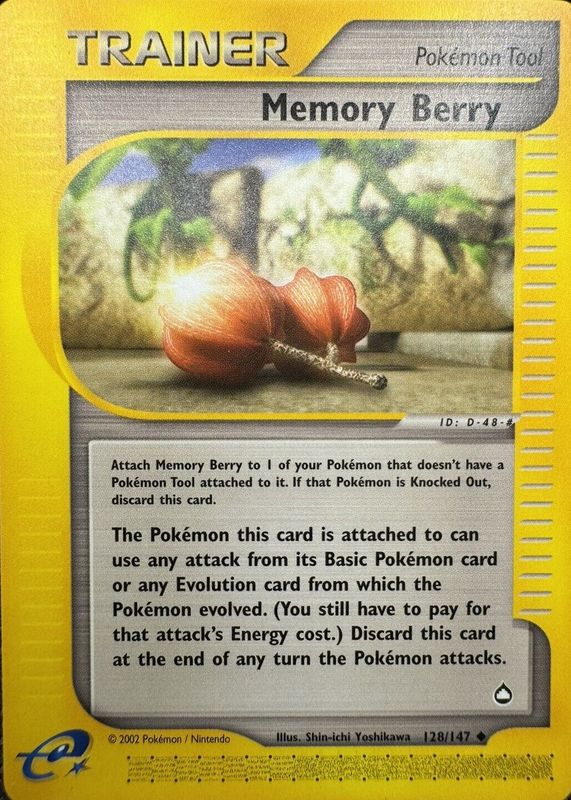 TRAINER
Pokémon Tool
Memory Berry
ID: D-48-#
Attach Memory Berry to 1 of your Pokémon that doesn't have a
Pokémon Tool attached to it. If that Pokémon is Knocked Out,
discard this card.
The Pokémon this card is attached to can
use any attack from its Basic Pokémon card
or any Evolution card from which the
Pokémon evolved. (You still have to pay for
that attack's Energy cost.) Discard this card
at the end of any turn the Pokémon attacks.
© 2002 Pokémon / Nintendo
Illus. Shin-ichi Yoshikawa 128/147 ◆
e